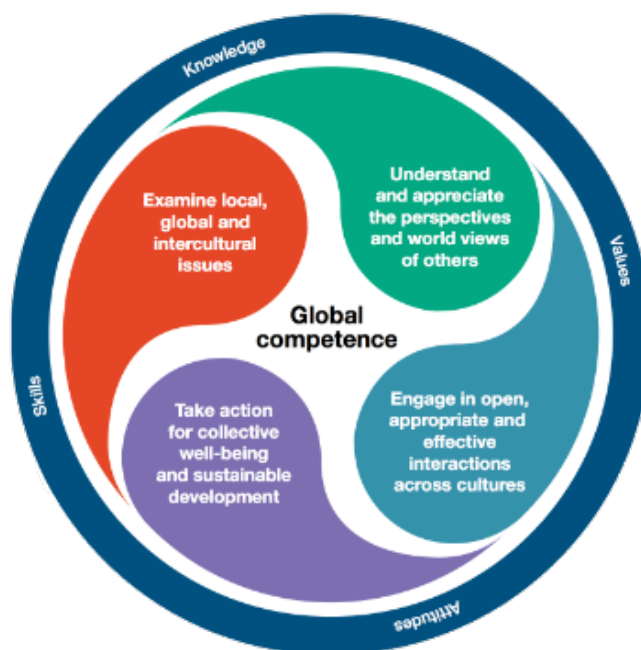 Knowledge
Examine local,
global and
intercultural
issues
Understand
and appreciate
the perspectives
and world views
of others
Values
Global
competence
Skills
Take action
for collective
well-being
and sustainable
development
Engage in open,
appropriate and
effective
interactions
across cultures
Attitudes